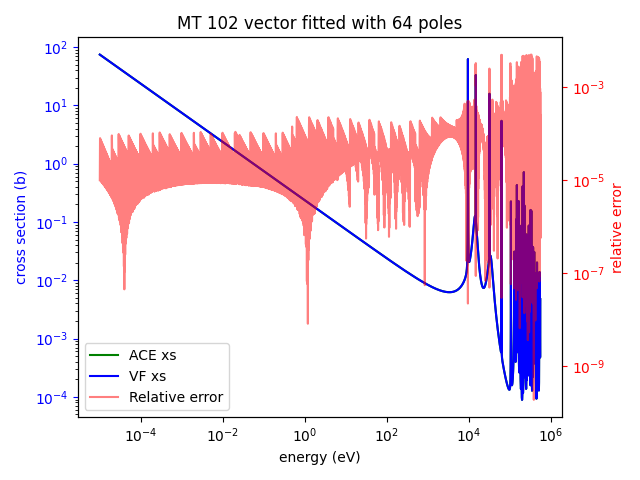 MT 102 vector fitted with 64 poles
10^2
10^1
10^0
10^-1
10^-2
10^-3
10^-4
cross section (b)
10^-3
10^-5
10^-7
10^-9
relative error
ACE xs
VF xs
Relative error
10^-4 10^-2 10^0 10^2 10^4 10^6
energy (eV)